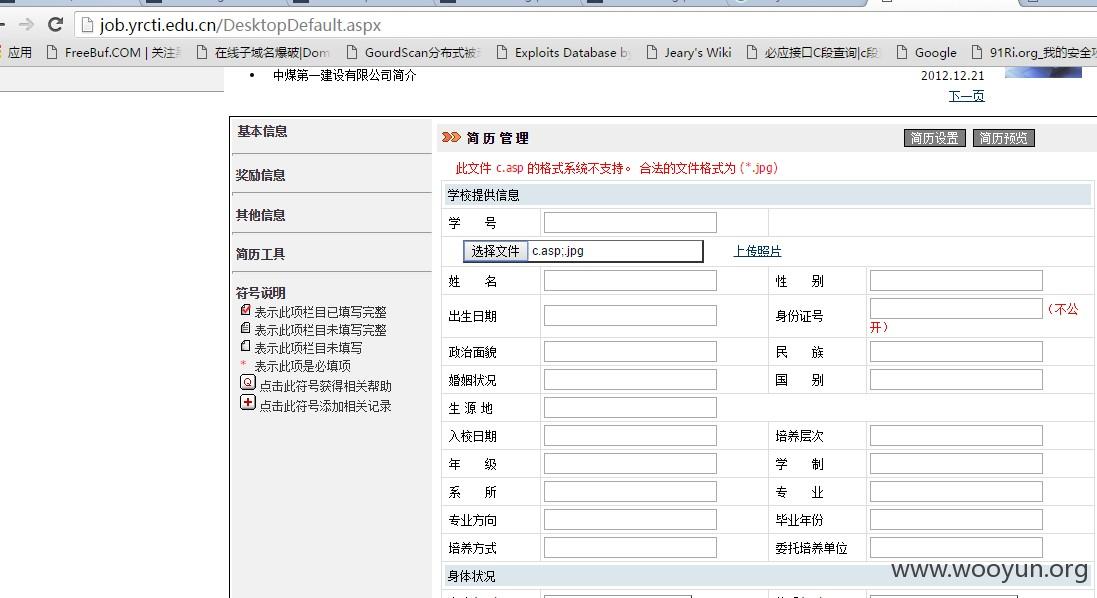 job.yrcti.edu.cn/DesktopDefault.aspx
应用 FreeBuf.COM | 关注 在线子域名爆破|Dom GourdScan分布式被 Exploits Database b Jeary's Wiki 必应接口C段查询|c段 Google 91Ri.org_我的安全
• 中煤第一建设有限公司简介 2012.12.21
下一页
基本信息
奖励信息
其他信息
简历工具
符号说明
表示此项栏目已填写完整
表示此项栏目未填写完整
表示此项栏目未填写
* 表示此项是必填项
Q 点击此符号获得相关帮助
点击此符号添加相关记录
简 历 管 理 简历设置 简历预览
此文件 c.asp 的格式系统不支持。 合法的文件格式为 (*.jpg)
学校提供信息
学 号
选择文件 c.asp;.jpg 上传照片
姓 名 性 别
出生日期 身份证号 (不公
开)
政治面貌 民 族
婚姻状况 国 别
生 源 地
入校日期 培养层次
年 级 学 制
系 所 专 业
专业方向 毕业年份
培养方式 委托培养单位
身体状况
www.wooyun.org